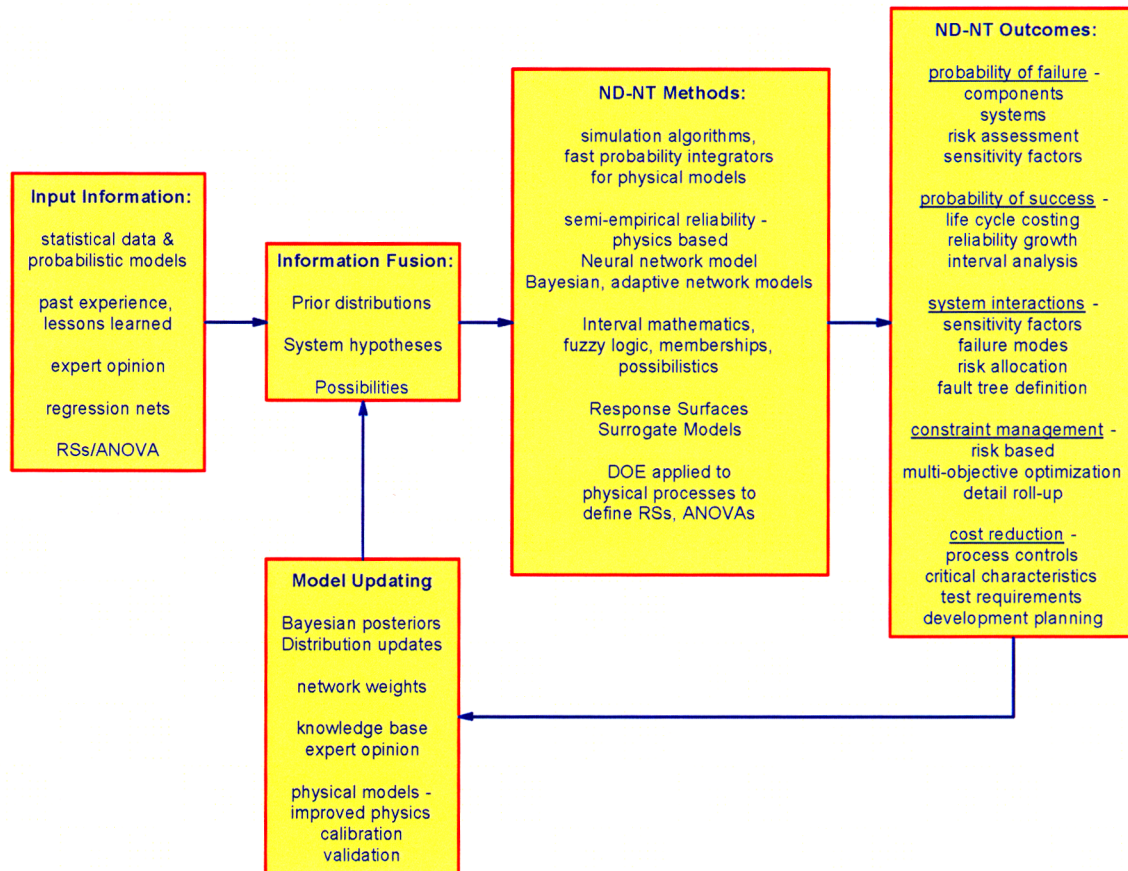 Input Information:
statistical data &
probabilistic models
past experience,
lessons learned
expert opinion
regression nets
RSs/ANOVA
Information Fusion:
Prior distributions
System hypotheses
Possibilities
ND-NT Methods:
simulation algorithms,
fast probability integrators
for physical models
semi-empirical reliability -
physics based
Neural network model
Bayesian, adaptive network models
Interval mathematics,
fuzzy logic, memberships,
possibilistics
Response Surfaces
Surrogate Models
DOE applied to
physical processes to
define RSs, ANOVAs
ND-NT Outcomes:
probability of failure -
components
systems
risk assessment
sensitivity factors
probability of success -
life cycle costing
reliability growth
interval analysis
system interactions -
sensitivity factors
failure modes
risk allocation
fault tree definition
constraint management -
risk based
multi-objective optimization
detail roll-up
cost reduction -
process controls
critical characteristics
test requirements
development planning
Model Updating
Bayesian posteriors
Distribution updates
network weights
knowledge base
expert opinion
physical models -
improved physics
calibration
validation